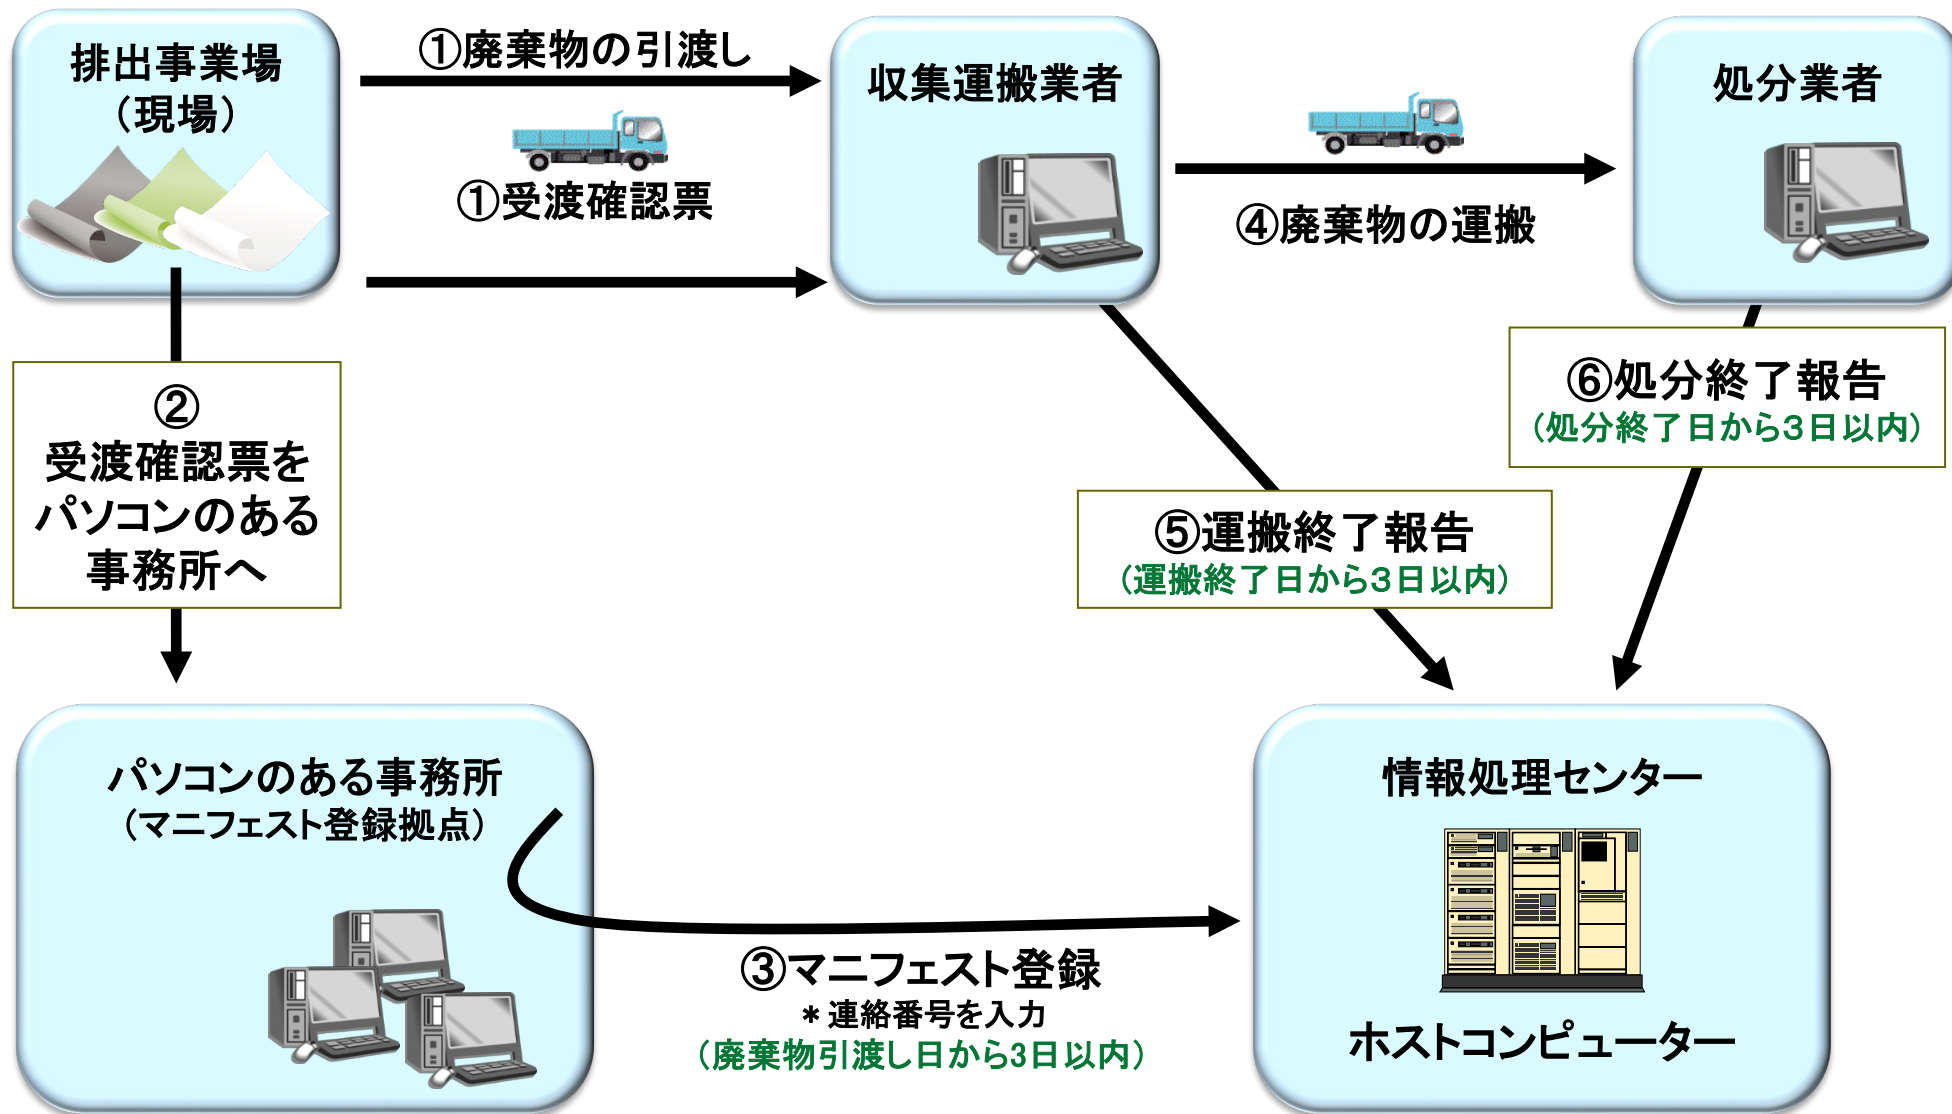 排出事業場
（現場）
①廃棄物の引渡し
①受渡確認票
収集運搬業者
④廃棄物の運搬
処分業者
②
受渡確認票を
パソコンのある
事務所へ
⑥処分終了報告
（処分終了日から3日以内）
⑤運搬終了報告
（運搬終了日から3日以内）
パソコンのある事務所
（マニフェスト登録拠点）
③マニフェスト登録
＊連絡番号を入力
（廃棄物引渡し日から3日以内）
情報処理センター
ホストコンピューター